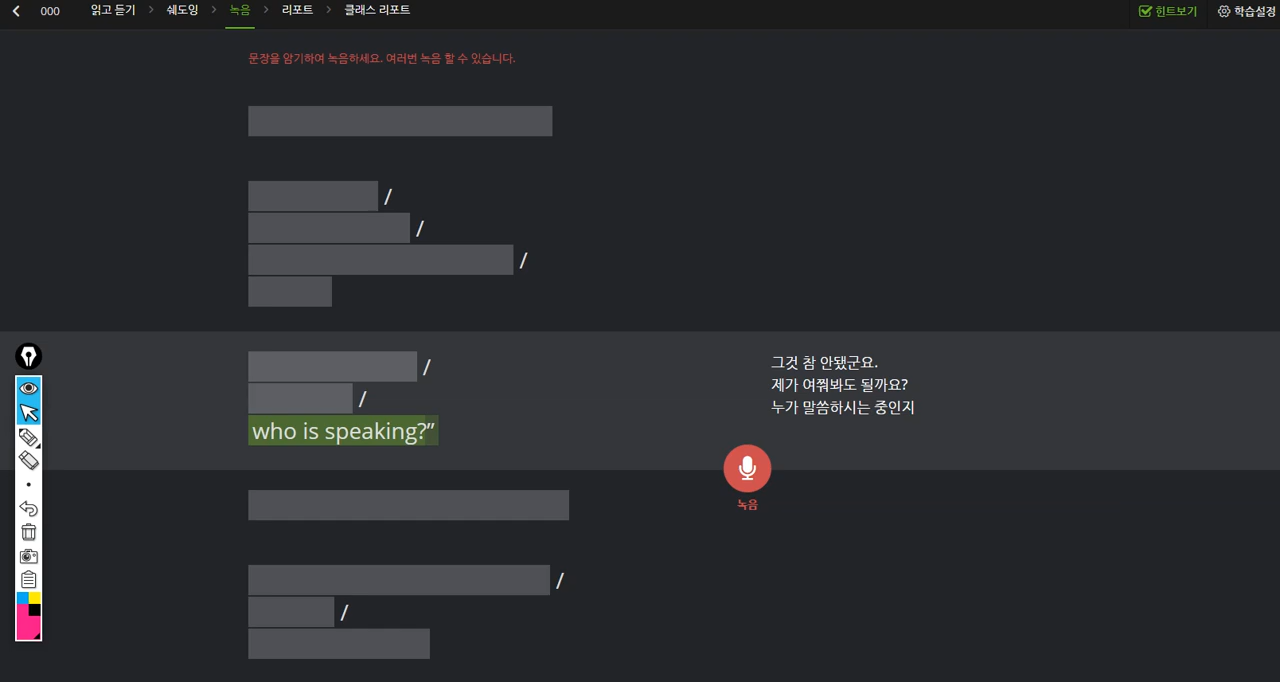 000 읽고 듣기 > 쉐도잉 > 녹음 > 리포트 > 클래스 리포트 힌트보기 학습설정
문장을 암기하여 녹음하세요. 여러번 녹음 할 수 있습니다.
/
/
/
/
그것 참 안됐군요.
/
제가 여쭤봐도 될까요?
누가 말씀하시는 중인지
who is speaking?”
녹음
/
/